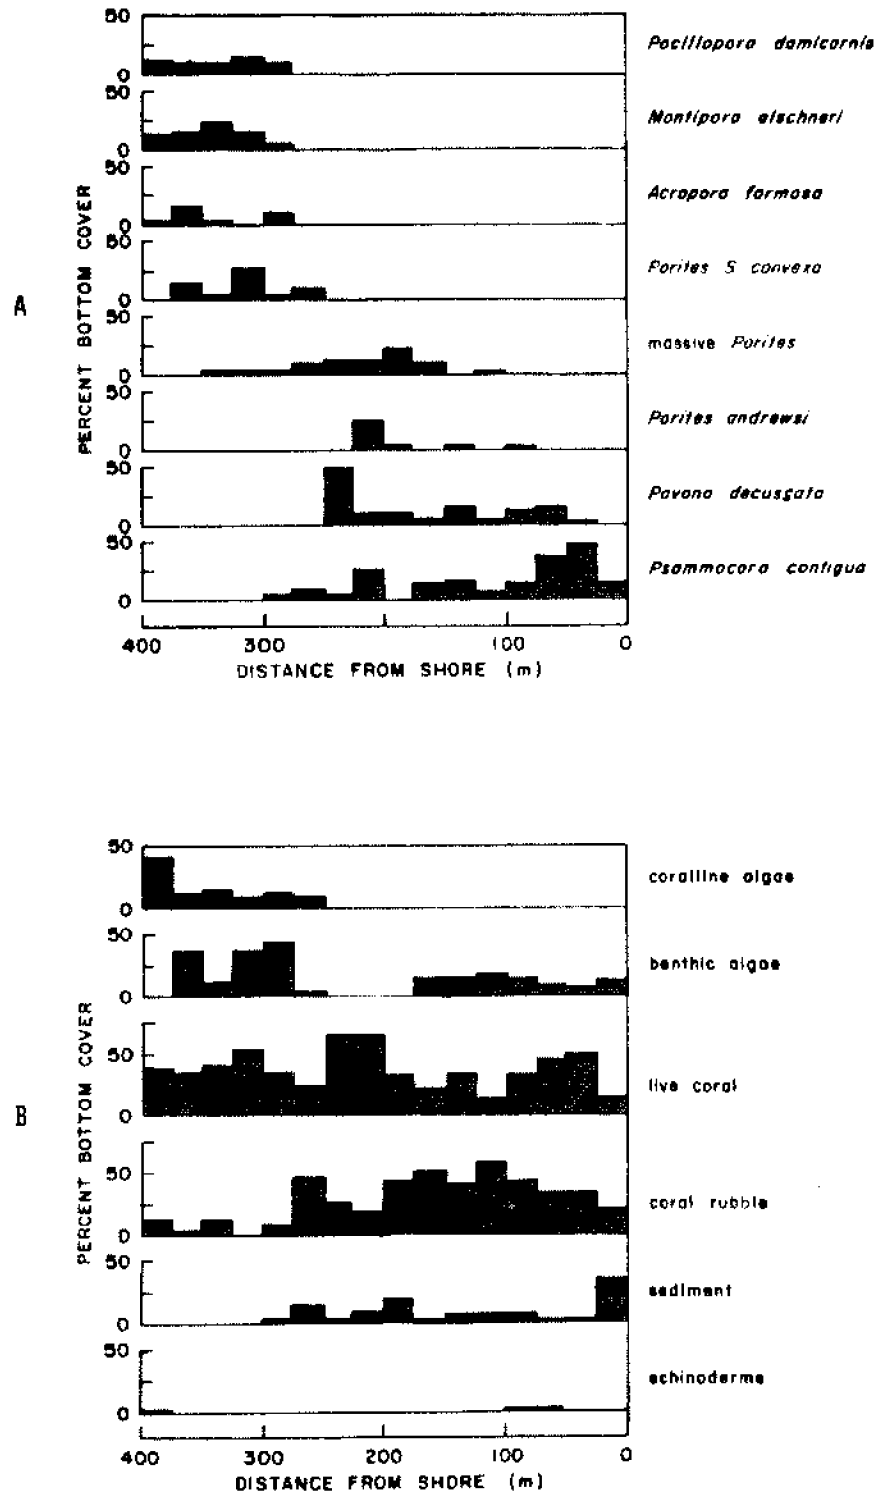 A
PERCENT BOTTOM COVER
50
0
Pocillopora damicornis
50
0
Montipora elschneri
50
0
Acropora formosa
50
0
Porites S convexa
50
0
massive Porites
50
0
Porites andrewsi
50
0
Pavona decussata
50
0
Psammocora contigua
400 300 100 0
DISTANCE FROM SHORE (m)
B
PERCENT BOTTOM COVER
50
0
coralline algae
50
0
benthic algae
50
0
live coral
50
0
coral rubble
50
0
sediment
50
0
echinoderms
400 300 200 100 0
DISTANCE FROM SHORE (m)